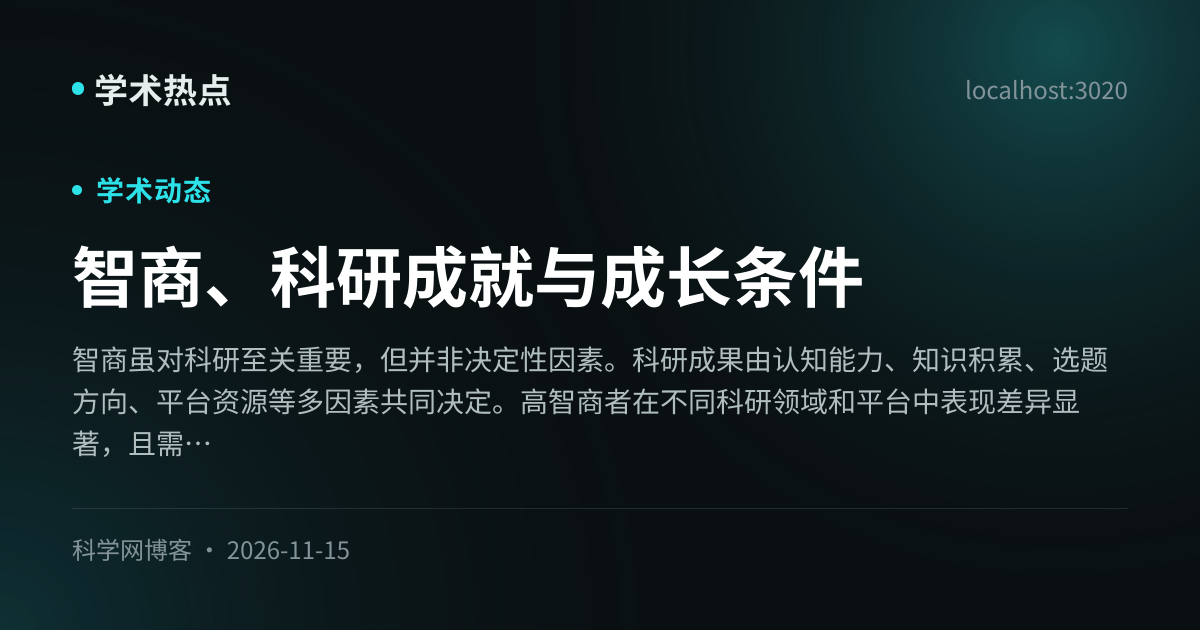 学术热点
localhost:3020
学术动态
智商、科研成就与成长条件
智商虽对科研至关重要，但并非决定性因素。科研成果由认知能力、知识积累、选题
方向、平台资源等多因素共同决定。高智商者在不同科研领域和平台中表现差异显
著，且需…
科学网博客 · 2026-11-15